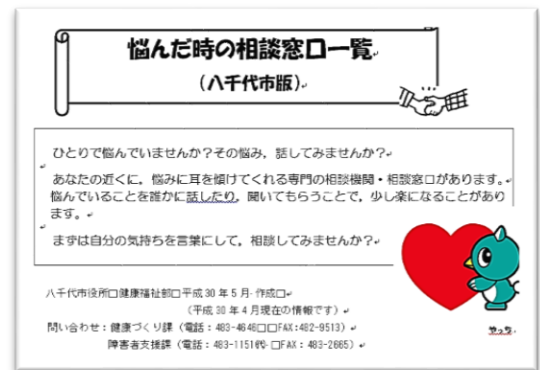 悩んだ時の相談窓口一覧
（八千代市版）
ひとりで悩んでいませんか？その悩み，話してみませんか？
あなたの近くに，悩みに耳を傾けてくれる専門の相談機関・相談窓口があります。
悩んでいることを誰かに話したり，聞いてもらうことで，少し楽になることがあり
ます。
まずは自分の気持ちを言葉にして，相談してみませんか？
八千代市役所□健康福祉部□平成30年5月 作成□
（平成30年4月現在の情報です）
問い合わせ：健康づくり課（電話：483-4646□□FAX：482-9513）
障害者支援課（電話：483-1151㈹ □FAX：483-2665）
やっち